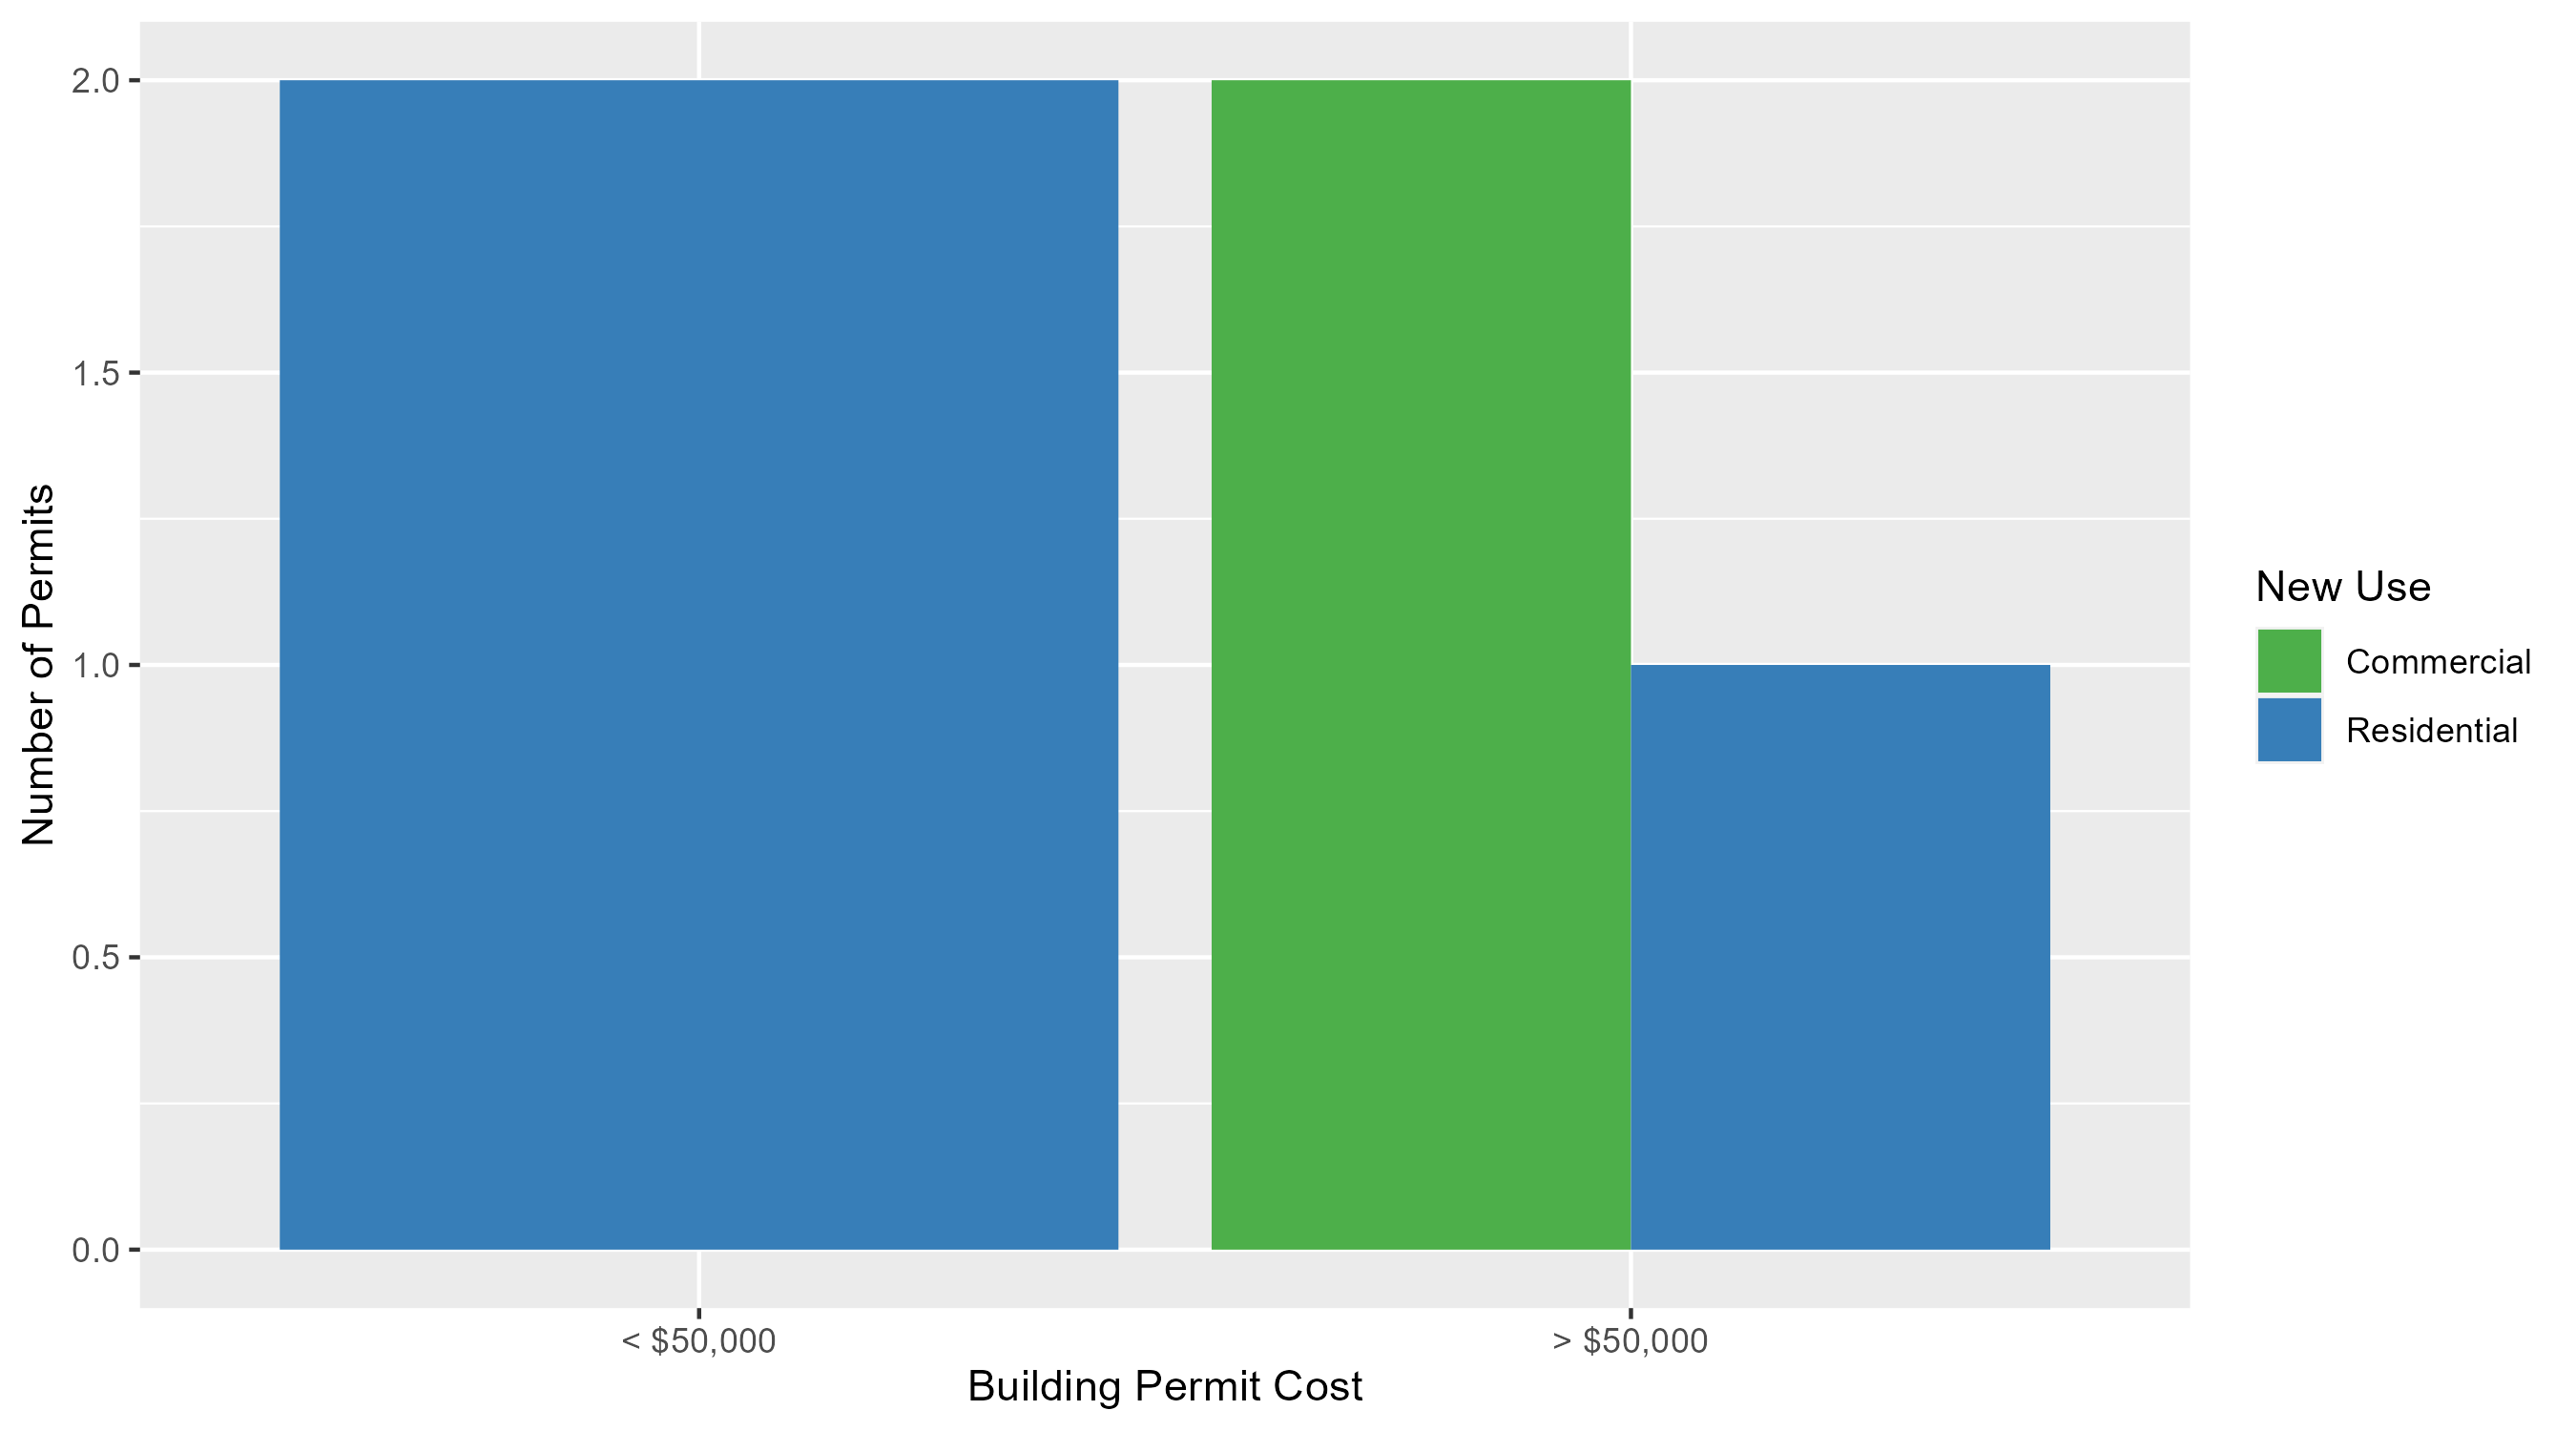 2.0
1.5
1.0
0.5
0.0
Number of Permits
< $50,000
> $50,000
Building Permit Cost
New Use
Commercial
Residential